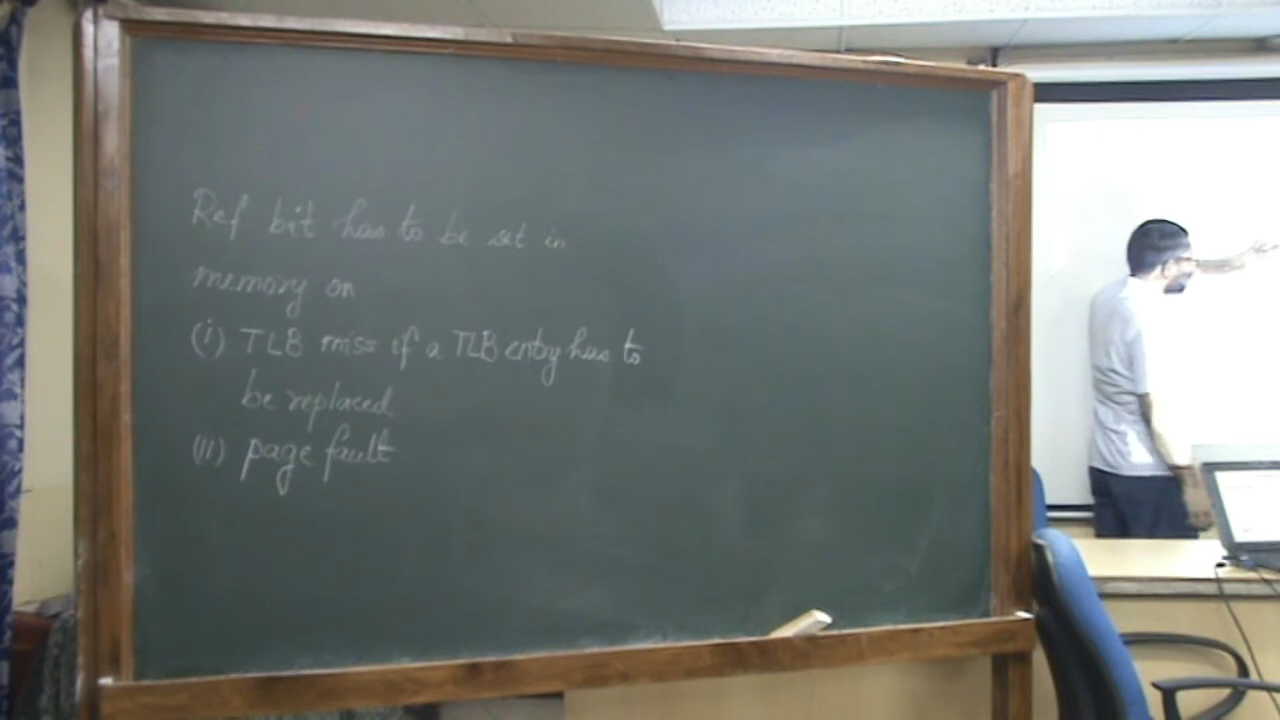 Ref bit has to be set in
memory on
(i) TLB miss if a TLB entry has to
be replaced
(ii) page fault